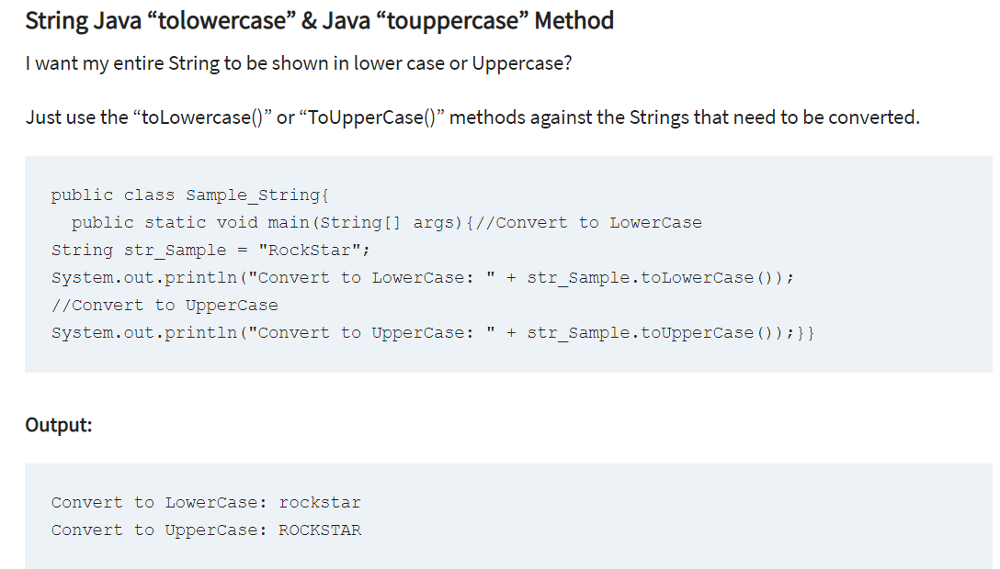 String Java “tolowercase” & Java “touppercase” Method
I want my entire String to be shown in lower case or Uppercase?
Just use the “toLowercase()” or “ToUpperCase()” methods against the Strings that need to be converted.
public class Sample_String{
  public static void main(String[] args){//Convert to LowerCase
String str_Sample = "RockStar";
System.out.println("Convert to LowerCase: " + str_Sample.toLowerCase());
//Convert to UpperCase
System.out.println("Convert to UpperCase: " + str_Sample.toUpperCase());}}
Output:
Convert to LowerCase: rockstar
Convert to UpperCase: ROCKSTAR